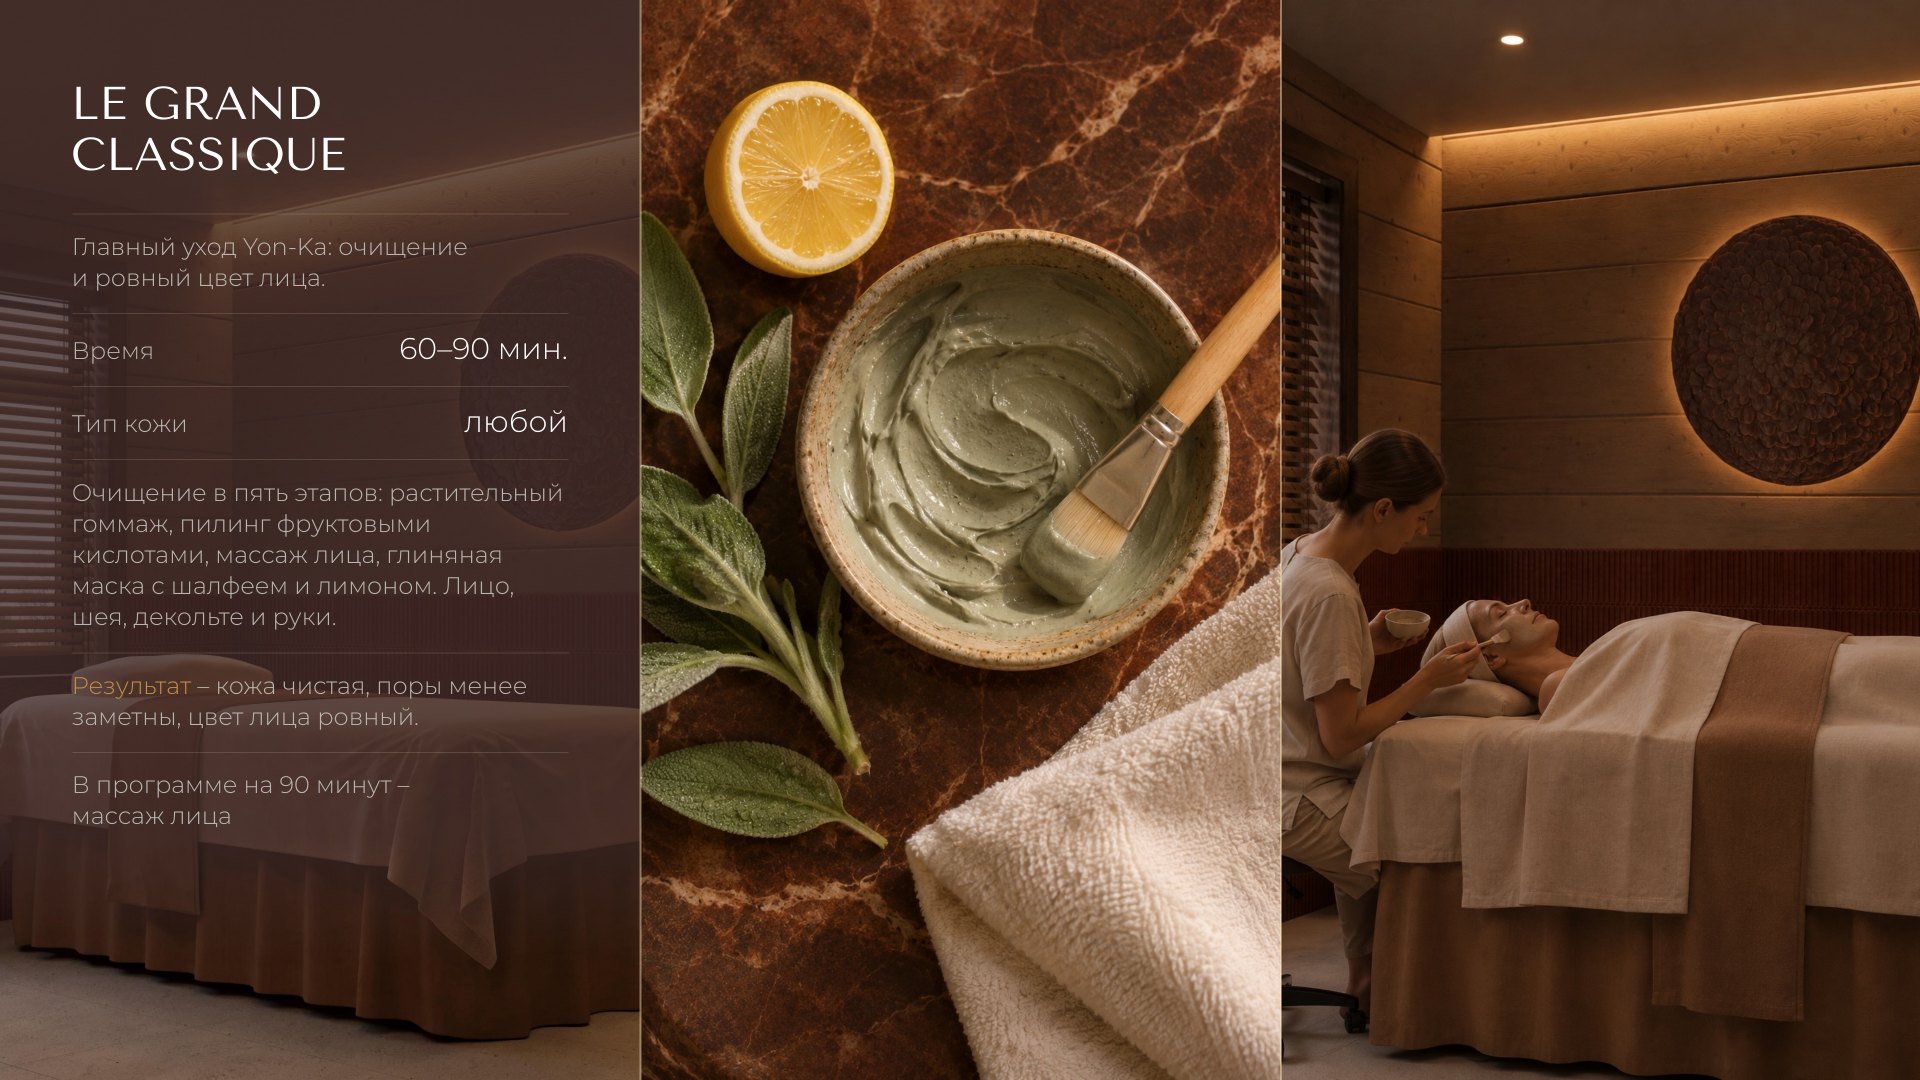 LE GRAND
CLASSIQUE
Главный уход Yon-Ka: очищение
и ровный цвет лица.
Время 60–90 мин.
Тип кожи любой
Очищение в пять этапов: растительный
гоммаж, пилинг фруктовыми
кислотами, массаж лица, глиняная
маска с шалфеем и лимоном. Лицо,
шея, декольте и руки.
Результат – кожа чистая, поры менее
заметны, цвет лица ровный.
В программе на 90 минут –
массаж лица